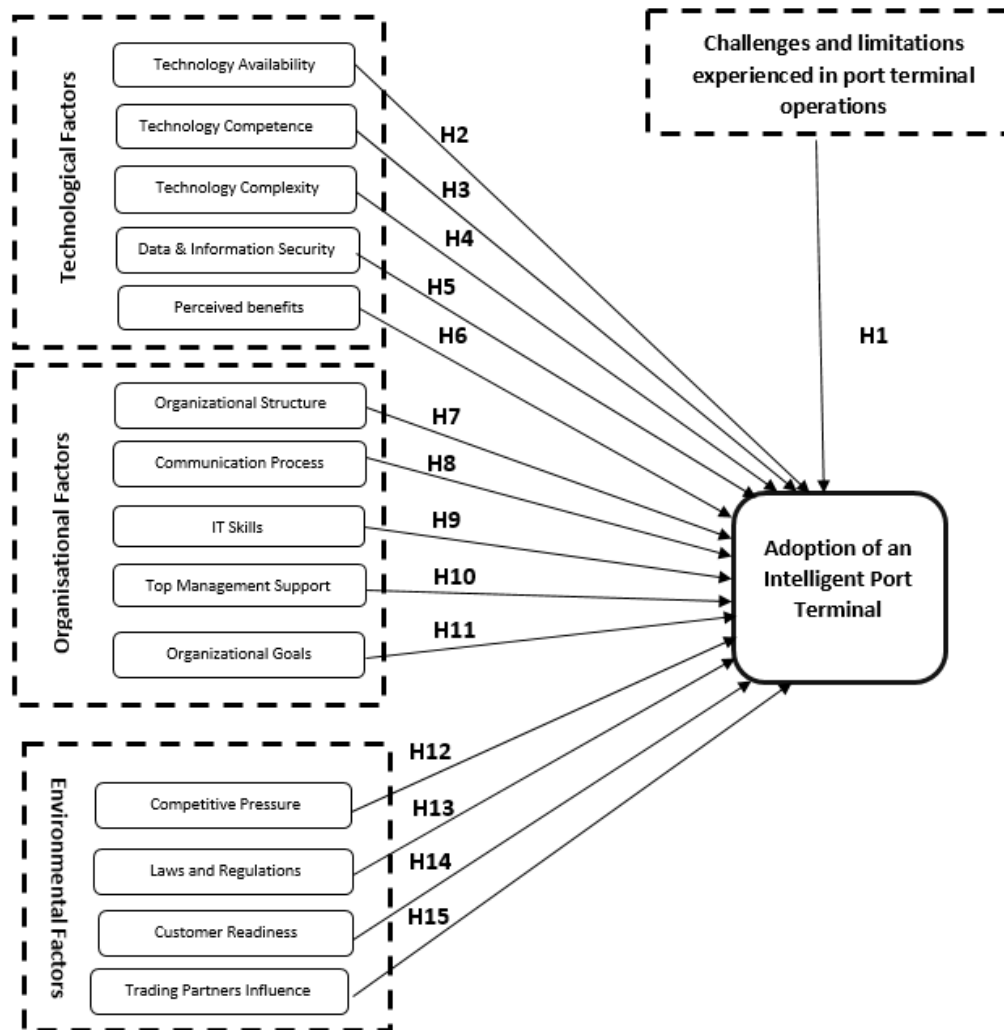 Technological Factors
Technology Availability
Technology Competence
Technology Complexity
Data & Information Security
Perceived benefits
H2
H3
H4
H5
H6
Challenges and limitations
experienced in port terminal
operations
H1
Organisational Factors
Organizational Structure
Communication Process
IT Skills
Top Management Support
Organizational Goals
H7
H8
H9
H10
H11
Adoption of an
Intelligent Port
Terminal
Environmental Factors
Competitive Pressure
Laws and Regulations
Customer Readiness
Trading Partners Influence
H12
H13
H14
H15